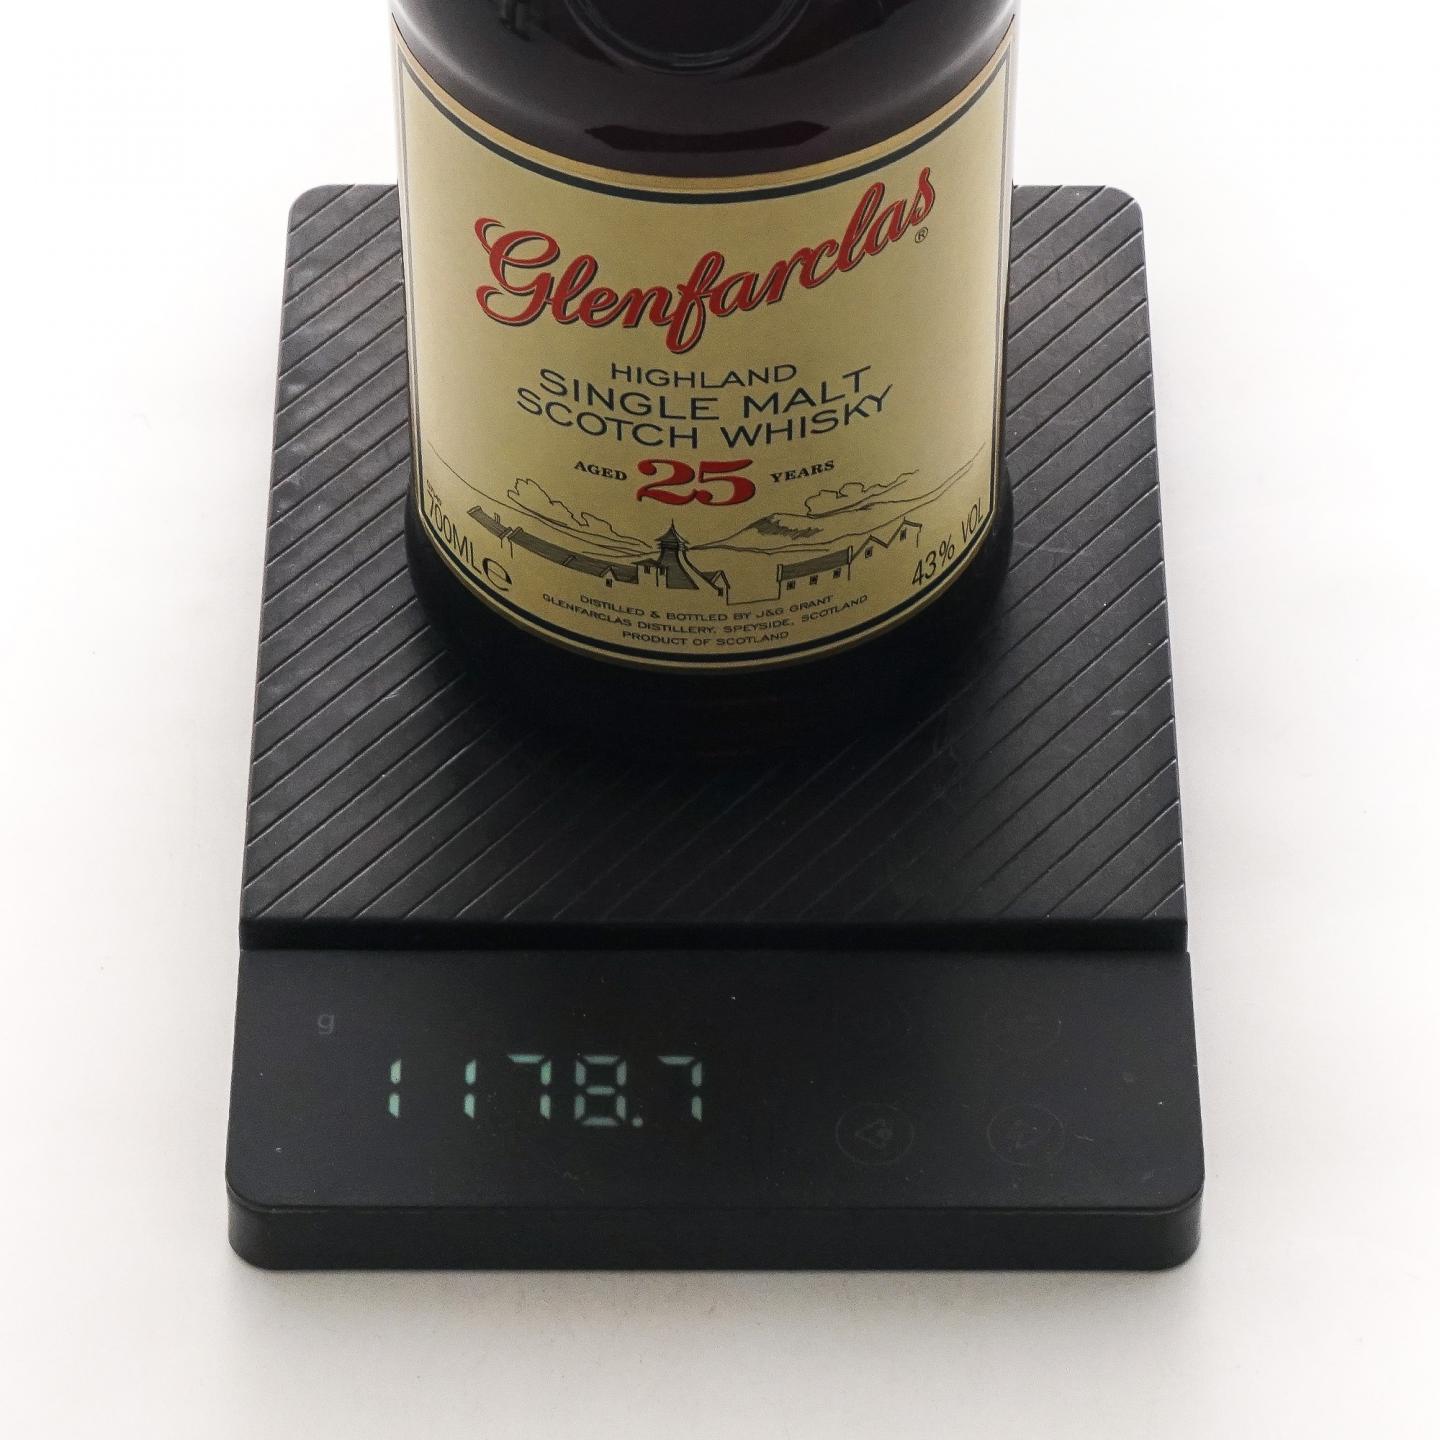 Glenfarclas®
HIGHLAND
SINGLE MALT
SCOTCH WHISKY
AGED 25 YEARS
700ML℮
43% VOL
DISTILLED & BOTTLED BY J&G GRANT
GLENFARCLAS DISTILLERY, SPEYSIDE, SCOTLAND
PRODUCT OF SCOTLAND
g
1178.7